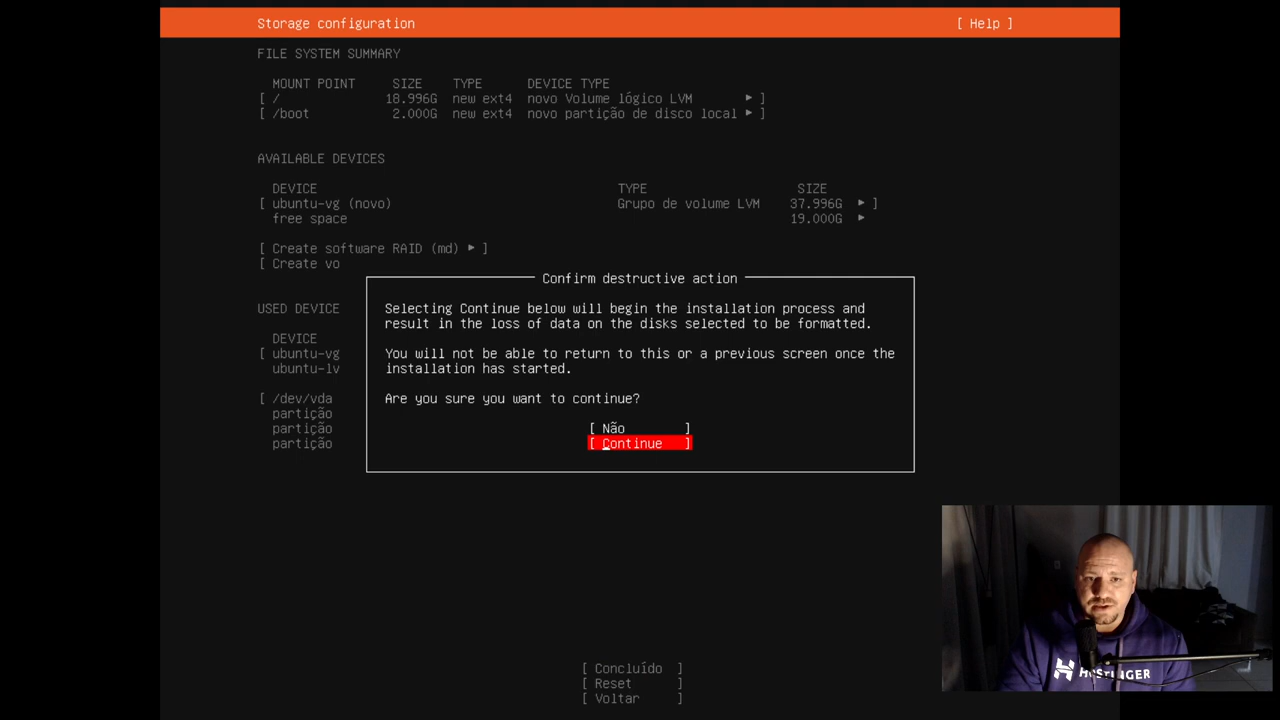 Storage configuration [ Help ]
FILE SYSTEM SUMMARY
MOUNT POINT SIZE TYPE DEVICE TYPE
[ / 18.996G new ext4 novo Volume lógico LVM ▸ ]
[ /boot 2.000G new ext4 novo partição de disco local ▸ ]
AVAILABLE DEVICES
DEVICE TYPE SIZE
[ ubuntu-vg (novo) Grupo de volume LVM 37.996G ▸ ]
free space 19.000G ▸
[ Create software RAID (md) ▸ ]
[ Create vo
Confirm destructive action
Selecting Continue below will begin the installation process and
result in the loss of data on the disks selected to be formatted.
You will not be able to return to this or a previous screen once the
installation has started.
Are you sure you want to continue?
[ Não ]
[ Continue ]
USED DEVICE
DEVICE
[ ubuntu-vg
ubuntu-lv
[ /dev/vda
partição
partição
partição
[ Concluído ]
[ Reset ]
[ Voltar ]
HOSTINGER